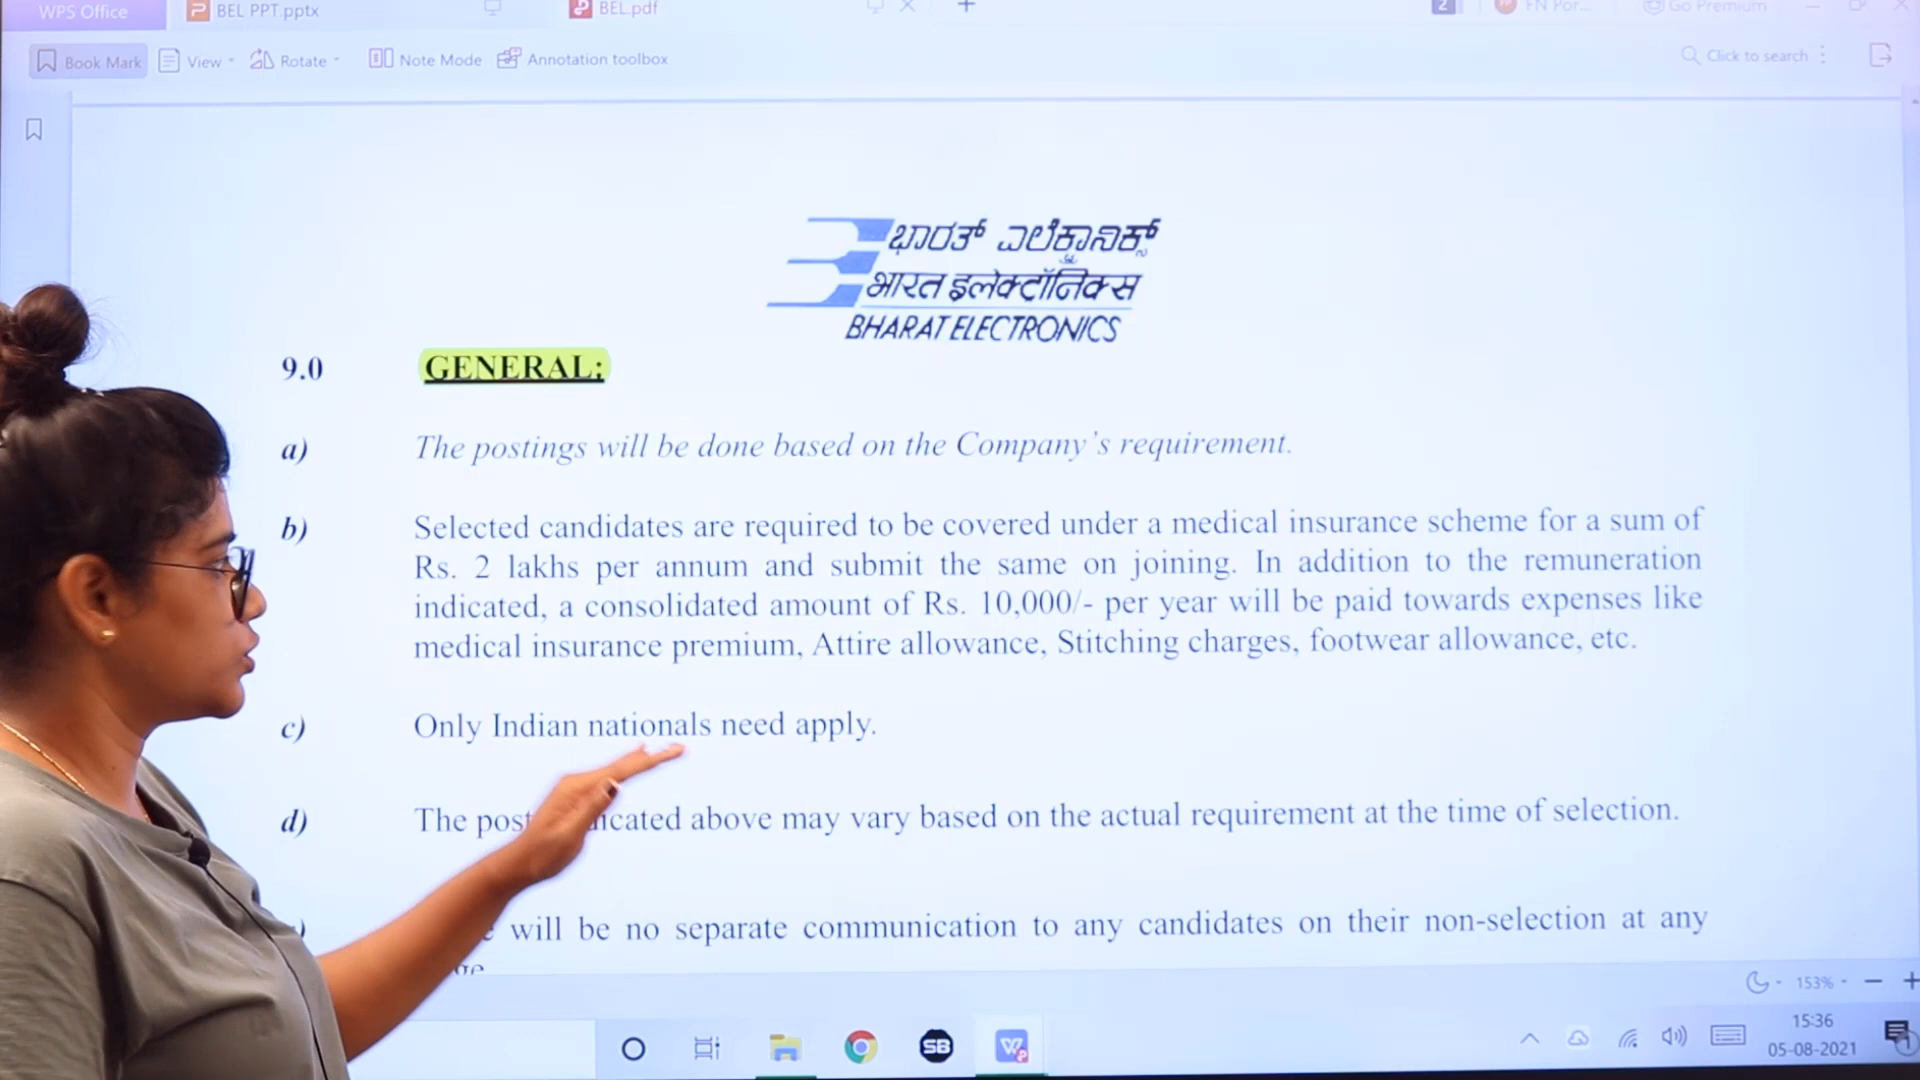 WPS Office
BEL PPT.pptx
BEL.pdf
2
FN Por...
Go Premium
Book Mark
View
Rotate
Note Mode
Annotation toolbox
Click to search
ಭಾರತ್ ಎಲೆಕ್ಟ್ರಾನಿಕ್ಸ್
भारत इलेक्ट्रॉनिक्स
BHARAT ELECTRONICS
9.0 GENERAL:
a) The postings will be done based on the Company's requirement.
b) Selected candidates are required to be covered under a medical insurance scheme for a sum of
Rs. 2 lakhs per annum and submit the same on joining. In addition to the remuneration
indicated, a consolidated amount of Rs. 10,000/- per year will be paid towards expenses like
medical insurance premium, Attire allowance, Stitching charges, footwear allowance, etc.
c) Only Indian nationals need apply.
d) The post icated above may vary based on the actual requirement at the time of selection.
will be no separate communication to any candidates on their non-selection at any
153%
SB
W
15:36
05-08-2021
1